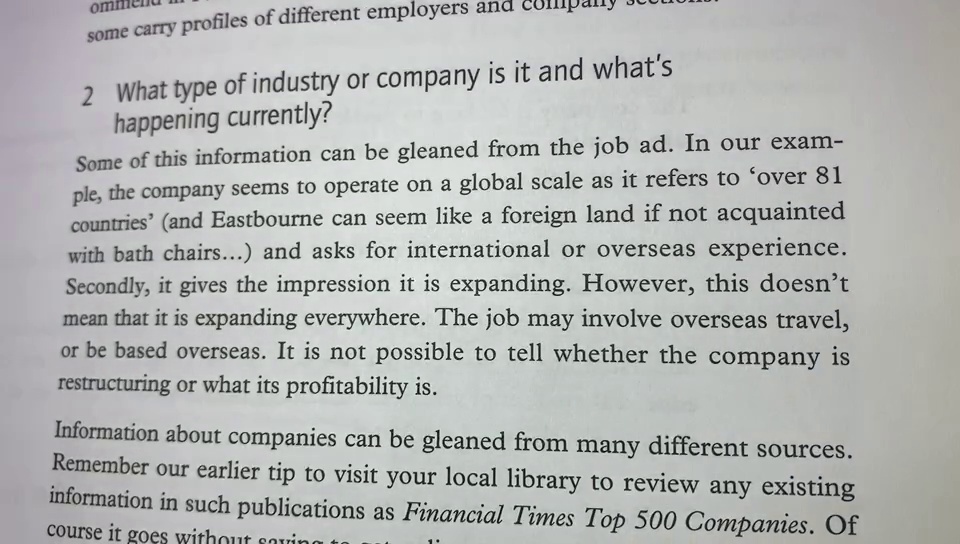 some carry profiles of different employers and company
2 What type of industry or company is it and what's
happening currently?
Some of this information can be gleaned from the job ad. In our exam-
ple, the company seems to operate on a global scale as it refers to ‘over 81
countries’ (and Eastbourne can seem like a foreign land if not acquainted
with bath chairs...) and asks for international or overseas experience.
Secondly, it gives the impression it is expanding. However, this doesn’t
mean that it is expanding everywhere. The job may involve overseas travel,
or be based overseas. It is not possible to tell whether the company is
restructuring or what its profitability is.
Information about companies can be gleaned from many different sources.
Remember our earlier tip to visit your local library to review any existing
information in such publications as Financial Times Top 500 Companies. Of
course it goes without saying to